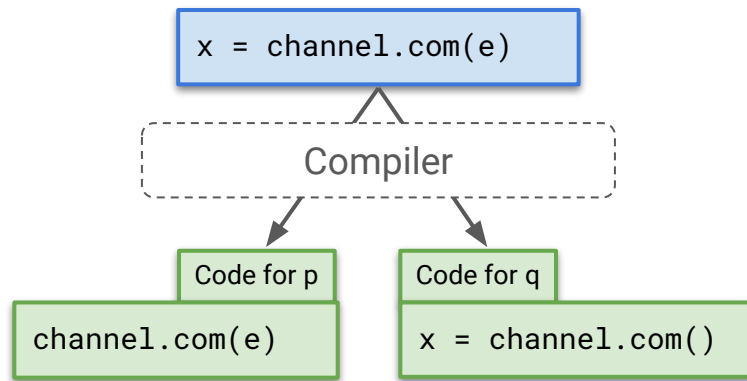 x = channel.com(e)
Compiler
Code for p
Code for q
channel.com(e)
x = channel.com()